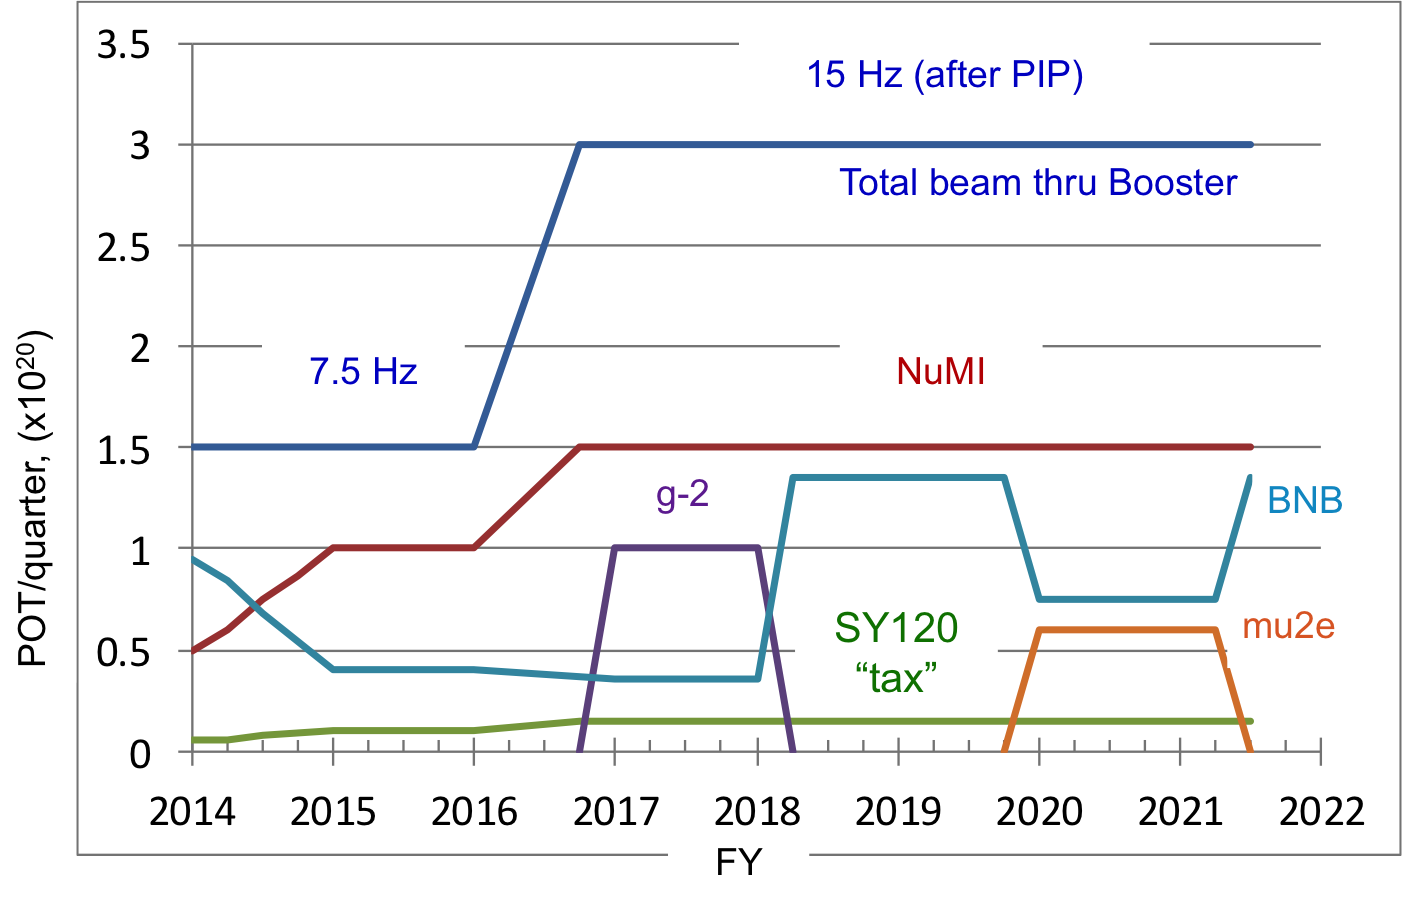 3.5
15 Hz (after PIP)
3
Total beam thru Booster
2.5
2
7.5 Hz
NuMI
1.5
g-2
BNB
1
SY120
“tax”
mu2e
0.5
0
POT/quarter, (x10²⁰)
2014 2015 2016 2017 2018 2019 2020 2021 2022
FY